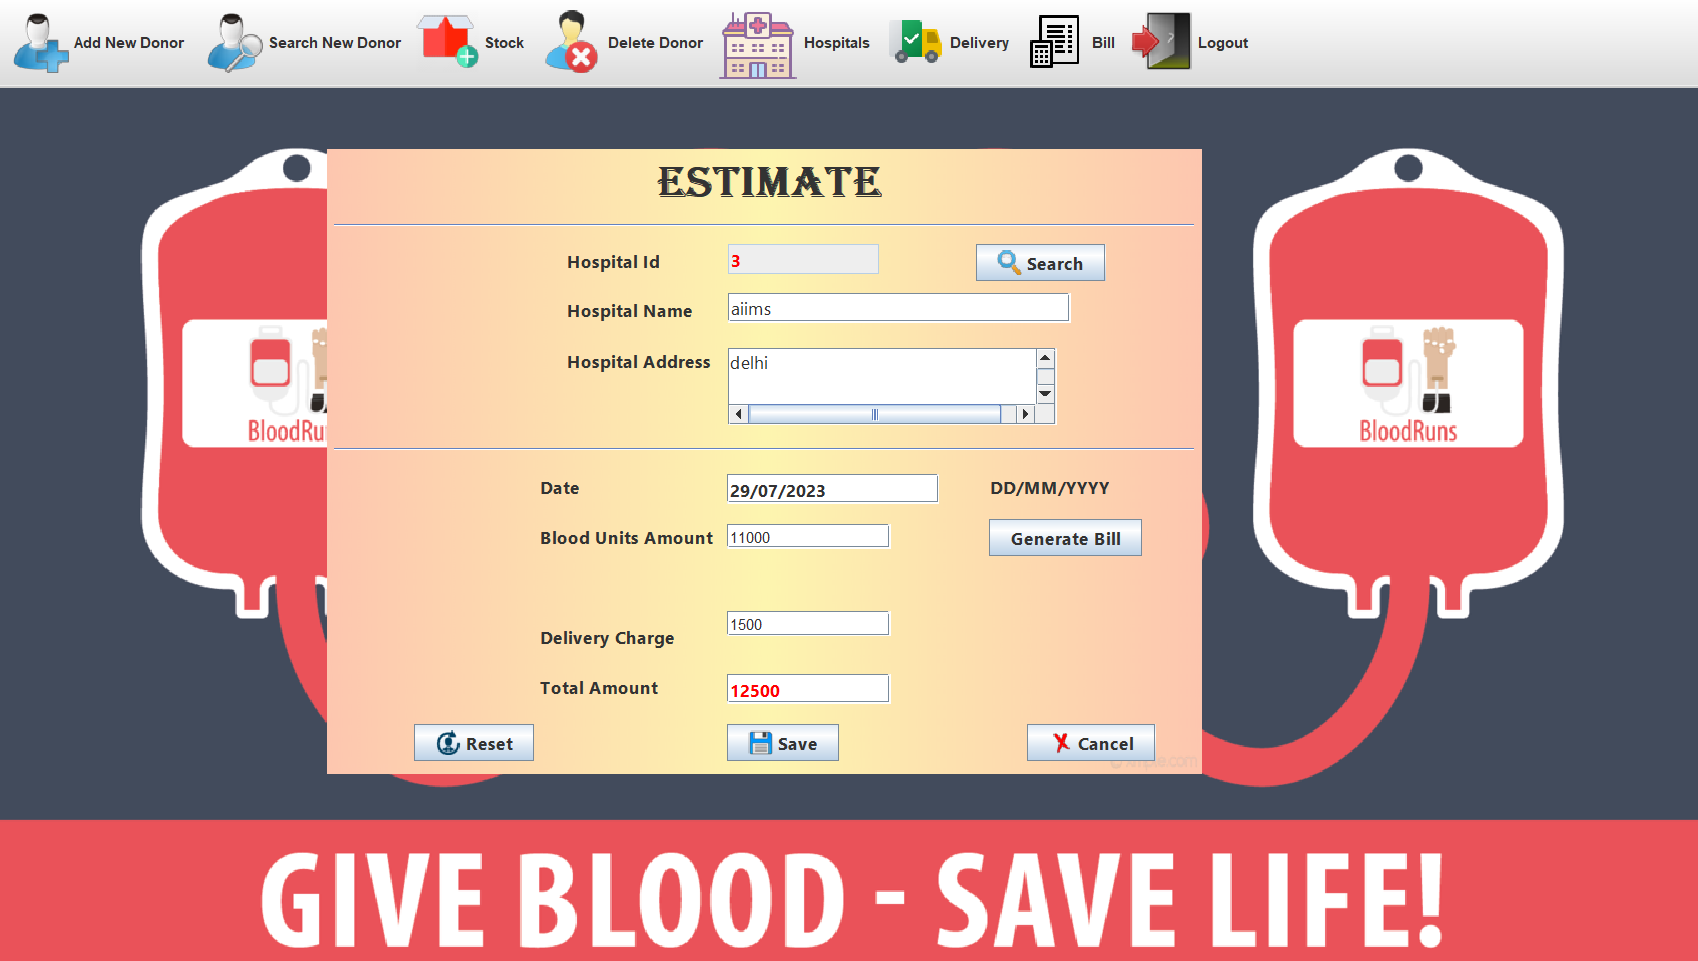 Add New Donor
Search New Donor
Stock
Delete Donor
Hospitals
Delivery
Bill
Logout
ESTIMATE
Hospital Id
3
Search
Hospital Name
aiims
Hospital Address
delhi
Date
29/07/2023
DD/MM/YYYY
Blood Units Amount
11000
Generate Bill
Delivery Charge
1500
Total Amount
12500
Reset
Save
Cancel
BloodRu
BloodRuns
GIVE BLOOD - SAVE LIFE!